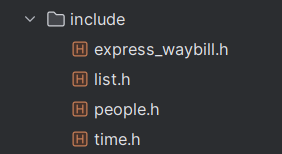 include
H express_waybill.h
H list.h
H people.h
H time.h